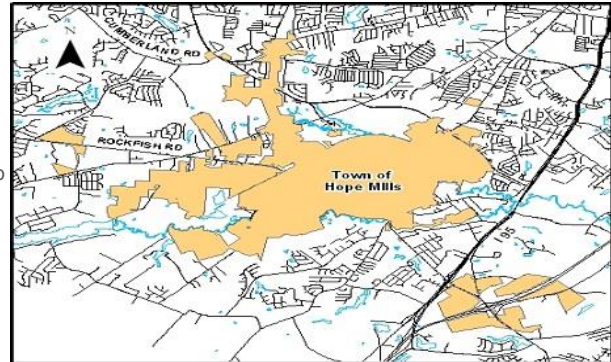 N
CUMBERLAND RD
ROCKFISH RD
Town of
Hope Mills
I 95